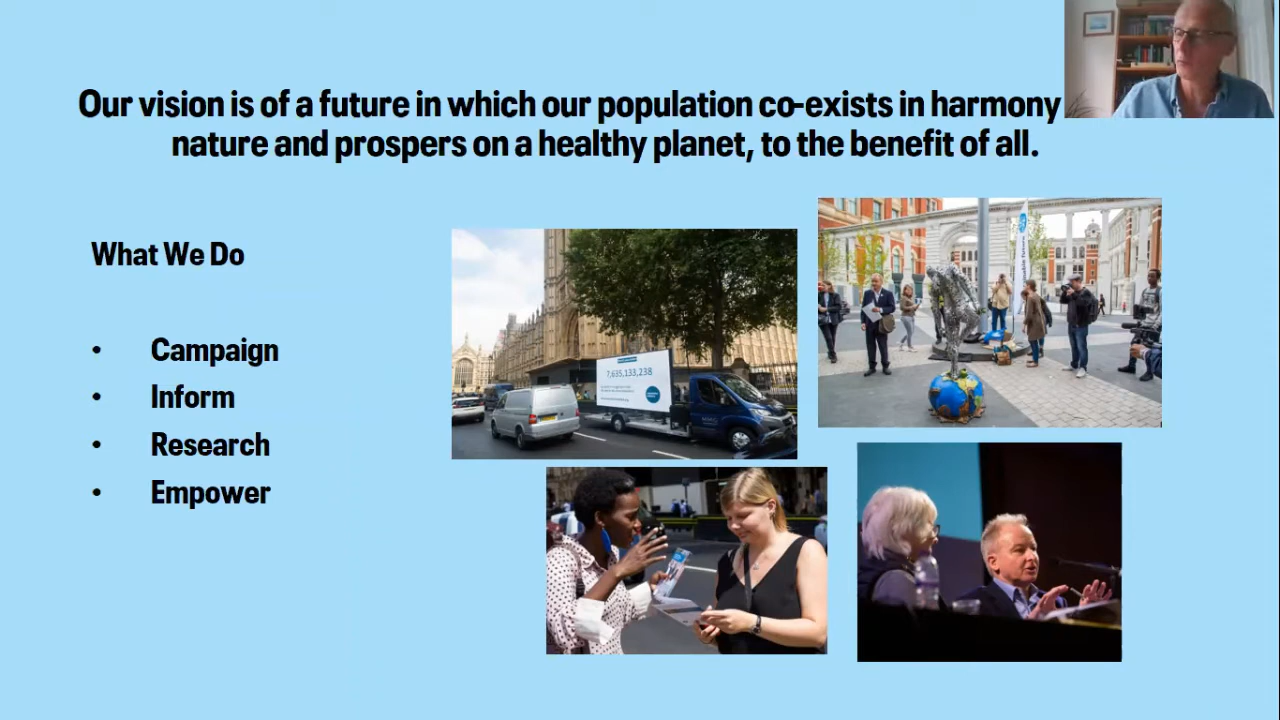 Our vision is of a future in which our population co-exists in harmony
nature and prospers on a healthy planet, to the benefit of all.
What We Do
• Campaign
• Inform
• Research
• Empower
7,635,133,238